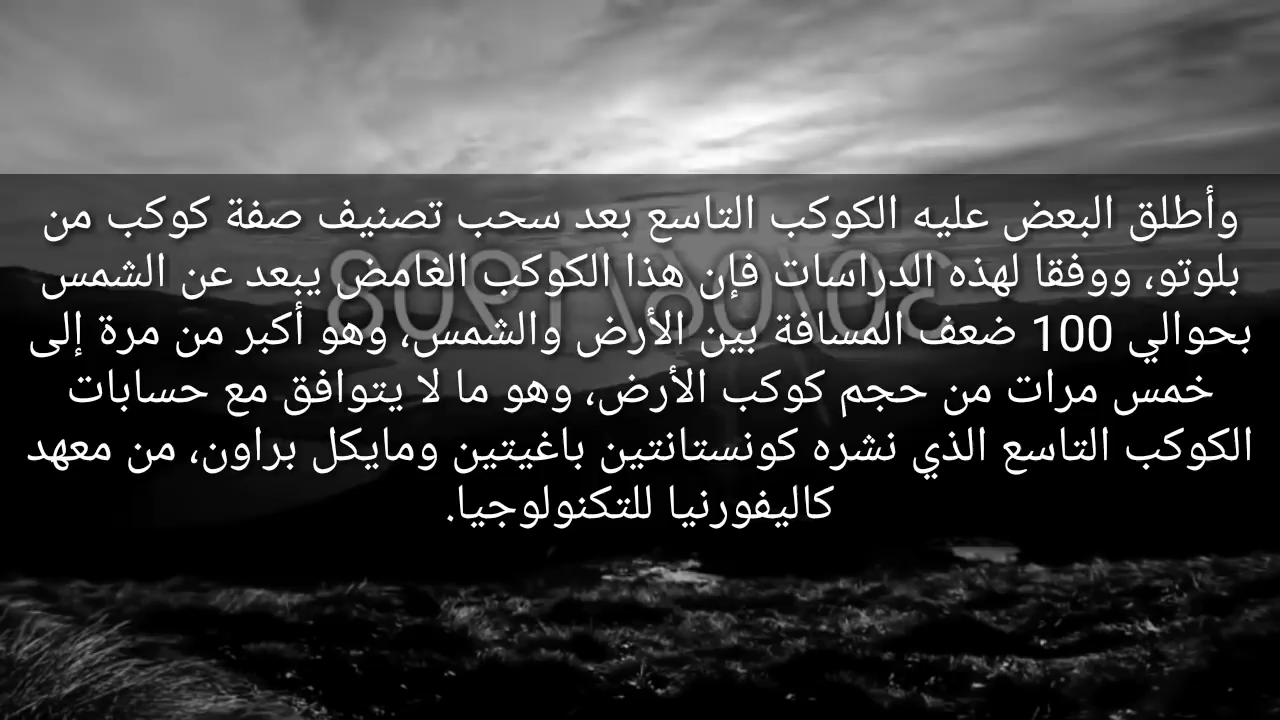 وأطلق البعض عليه الكوكب التاسع بعد سحب تصنيف صفة كوكب من
بلوتو، ووفقا لهذه الدراسات فإن هذا الكوكب الغامض يبعد عن الشمس
بحوالي 100 ضعف المسافة بين الأرض والشمس، وهو أكبر من مرة إلى
خمس مرات من حجم كوكب الأرض، وهو ما لا يتوافق مع حسابات
الكوكب التاسع الذي نشره كونستانتين باغيتين ومايكل براون، من معهد
كاليفورنيا للتكنولوجيا.